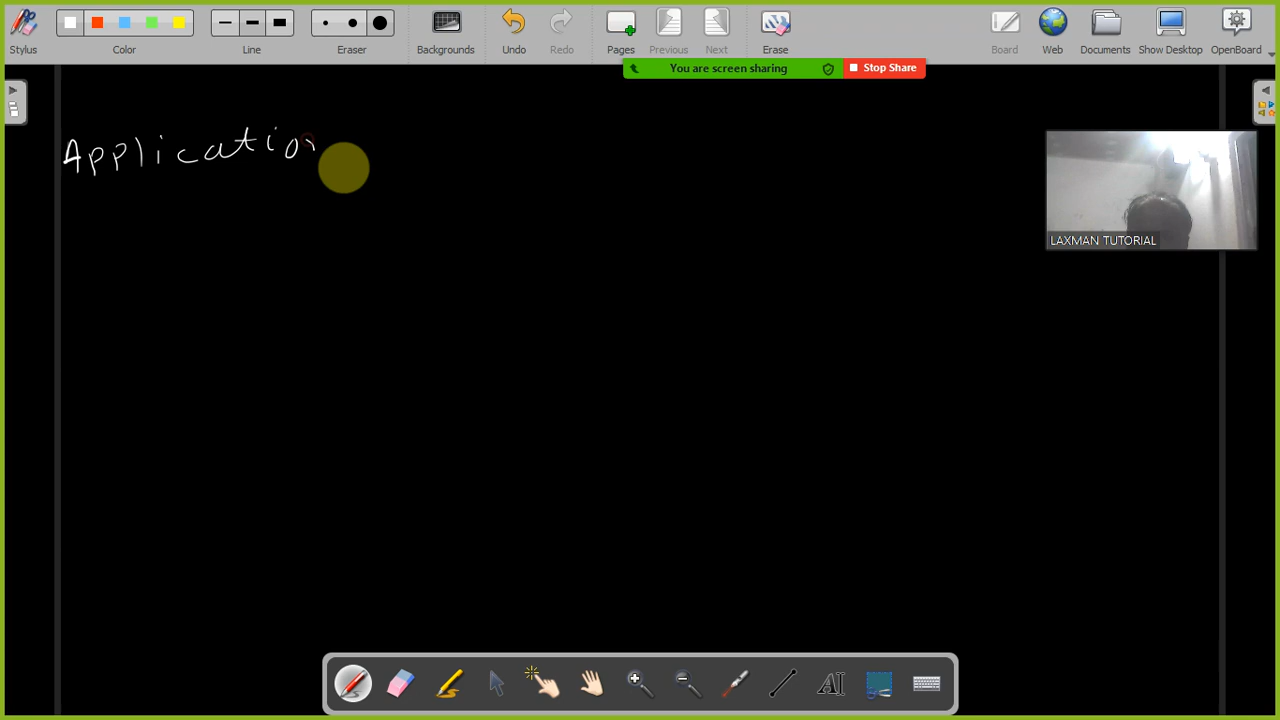 Stylus
Color
Line
Eraser
Backgrounds
Undo
Redo
Pages
Previous
Next
Erase
Board
Web
Documents
Show Desktop
OpenBoard
You are screen sharing
Stop Share
Application
LAXMAN TUTORIAL